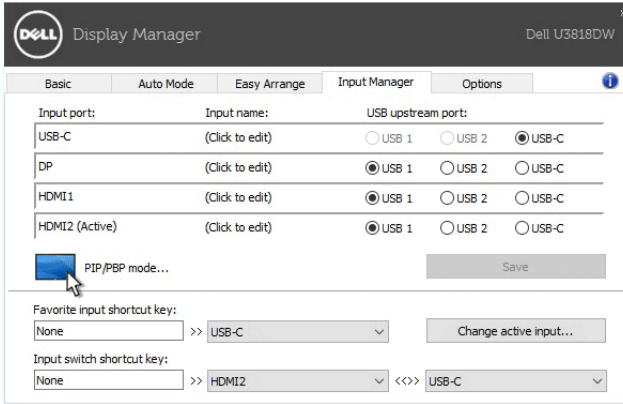 DELL Display Manager Dell U3818DW
Basic Auto Mode Easy Arrange Input Manager Options
Input port: Input name: USB upstream port:
USB-C (Click to edit) USB 1 USB 2 USB-C
DP (Click to edit) USB 1 USB 2 USB-C
HDMI1 (Click to edit) USB 1 USB 2 USB-C
HDMI2 (Active) (Click to edit) USB 1 USB 2 USB-C
PIP/PBP mode... Save
Favorite input shortcut key:
None >> USB-C Change active input...
Input switch shortcut key:
None >> HDMI2 <<>> USB-C